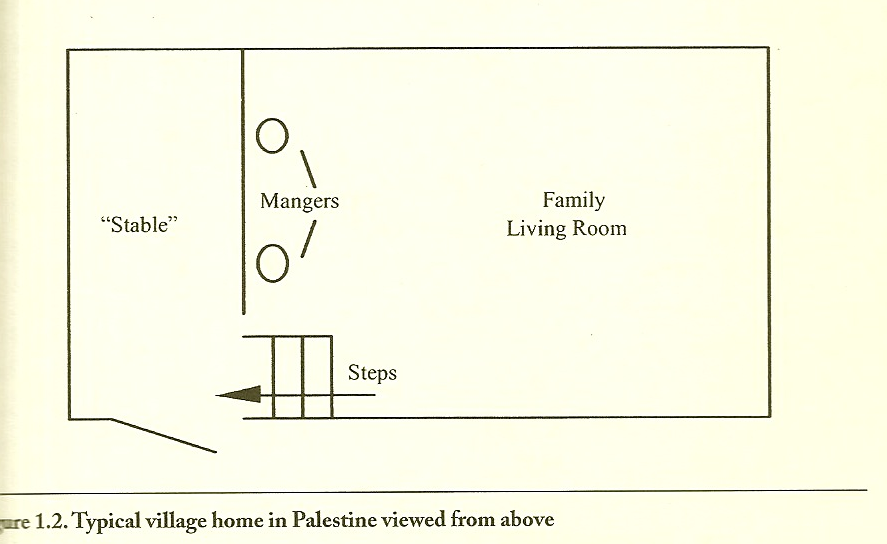 “Stable”
Mangers
Family
Living Room
Steps
1.2. Typical village home in Palestine viewed from above